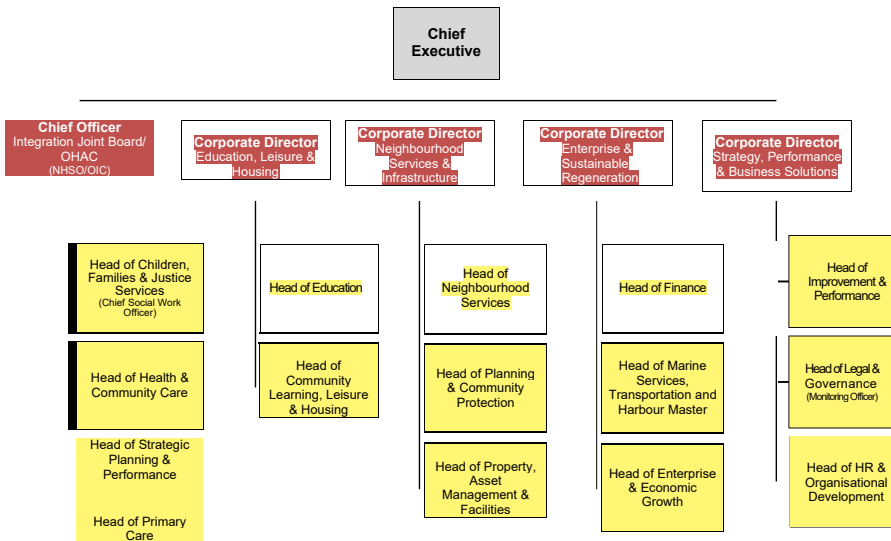 Chief
Executive
Chief Officer
Integration Joint Board/
OHAC
(NHSO/OIC)
Corporate Director
Education, Leisure &
Housing
Corporate Director
Neighbourhood
Services &
Infrastructure
Corporate Director
Enterprise &
Sustainable
Regeneration
Corporate Director
Strategy, Performance
& Business Solutions
Head of Children,
Families & Justice
Services
(Chief Social Work
Officer)
Head of Health &
Community Care
Head of Strategic
Planning &
Performance
Head of Primary
Care
Head of Education
Head of
Community
Learning, Leisure
& Housing
Head of
Neighbourhood
Services
Head of Planning
& Community
Protection
Head of Property,
Asset
Management &
Facilities
Head of Finance
Head of Marine
Services,
Transportation and
Harbour Master
Head of Enterprise
& Economic
Growth
Head of
Improvement &
Performance
Head of Legal &
Governance
(Monitoring Officer)
Head of HR &
Organisational
Development